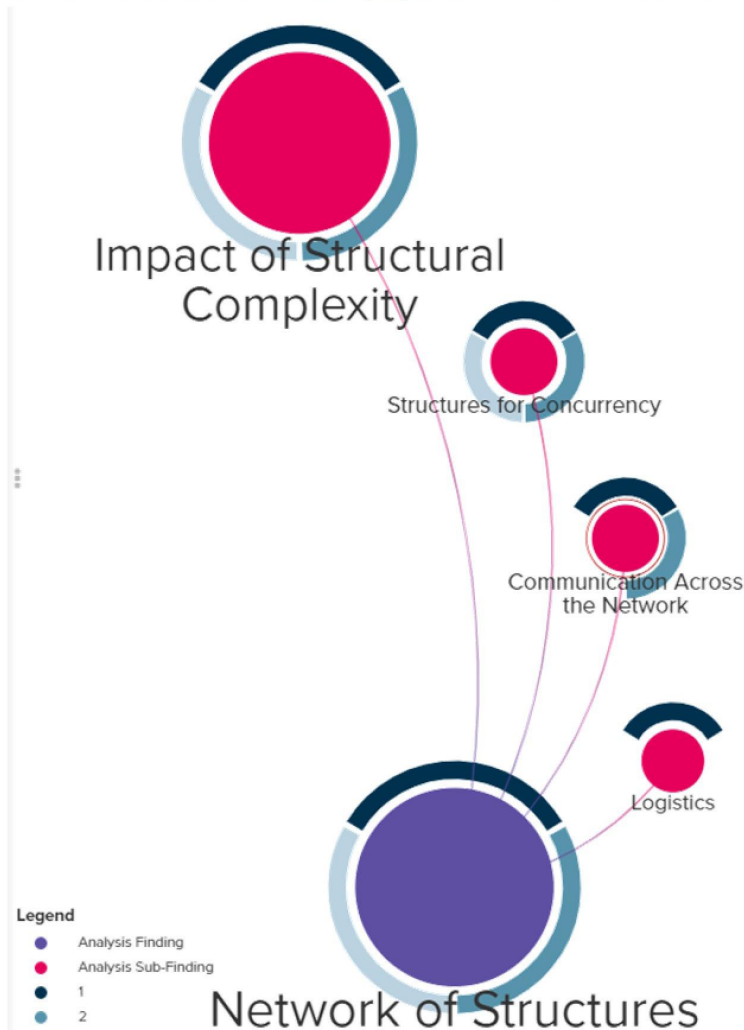 Impact of Structural
Complexity
Structures for Concurrency
Communication Across
the Network
Logistics
Legend
Analysis Finding
Analysis Sub-Finding
1
2
Network of Structures